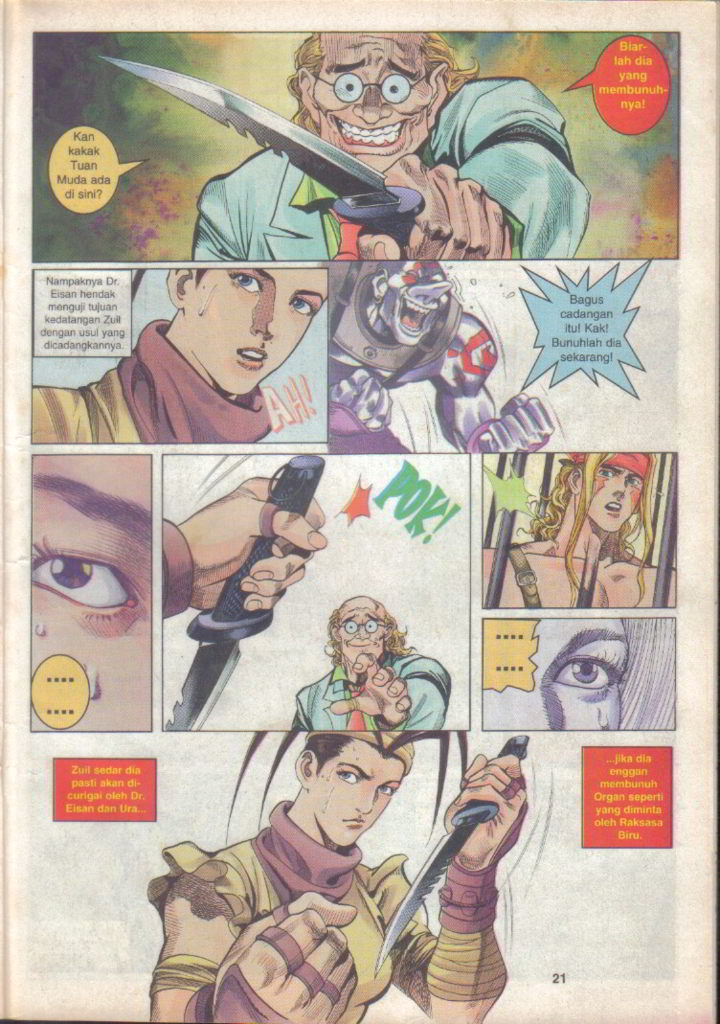 Kan
kakak
Tuan
Muda ada
di sini?
Biar-
lah dia
yang
membunuh-
nya!
Nampaknya Dr.
Eisan hendak
menguji tujuan
kedatangan Zuil
dengan usul yang
dicadangkannya.
AH!
Bagus
cadangan
itu! Kak!
Bunuhlah dia
sekarang!
....
....
POK!
....
....
Zuil sedar dia
pasti akan di-
curigai oleh Dr.
Eisan dan Ura...
...jika dia
enggan
membunuh
Organ seperti
yang diminta
oleh Raksasa
Biru.
21